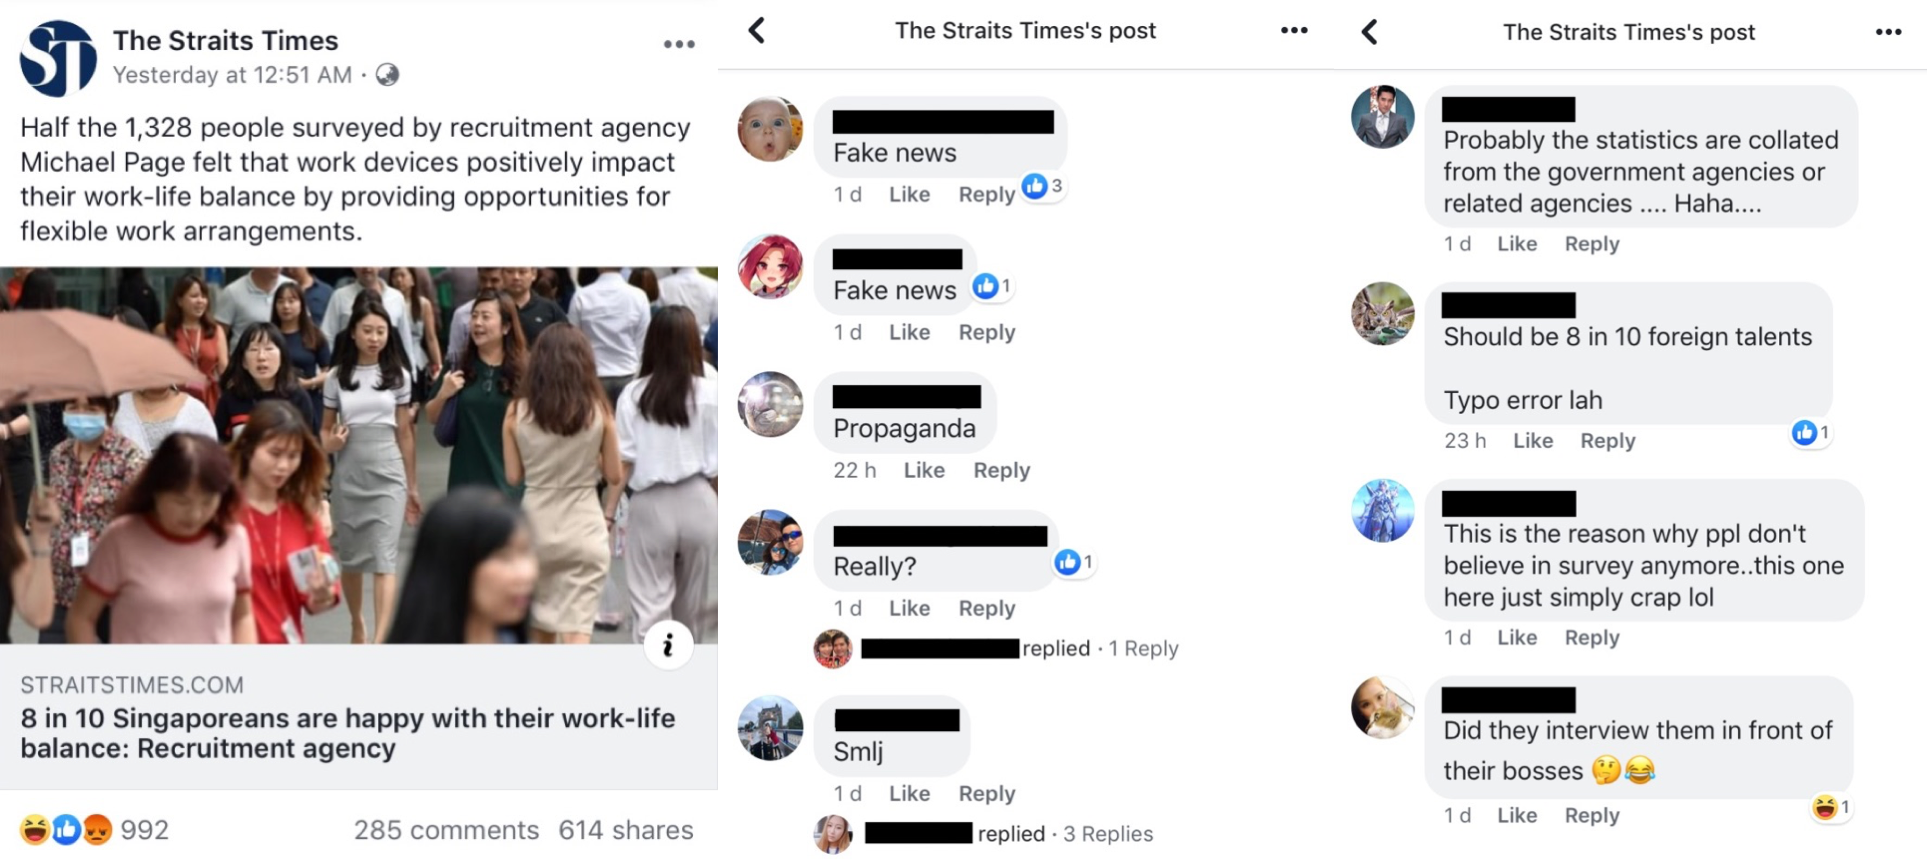 ST
The Straits Times
Yesterday at 12:51 AM ·
Half the 1,328 people surveyed by recruitment agency
Michael Page felt that work devices positively impact
their work-life balance by providing opportunities for
flexible work arrangements.
i
STRAITSTIMES.COM
8 in 10 Singaporeans are happy with their work-life
balance: Recruitment agency
992
285 comments 614 shares
The Straits Times's post
Fake news
1 d Like Reply 3
Fake news 1
1 d Like Reply
Propaganda
22 h Like Reply
Really? 1
1 d Like Reply
replied · 1 Reply
Smlj
1 d Like Reply
replied · 3 Replies
The Straits Times's post
Probably the statistics are collated
from the government agencies or
related agencies .... Haha....
1 d Like Reply
Should be 8 in 10 foreign talents
Typo error lah
23 h Like Reply 1
This is the reason why ppl don't
believe in survey anymore..this one
here just simply crap lol
1 d Like Reply
Did they interview them in front of
their bosses 🤔😂
1 d Like Reply 1